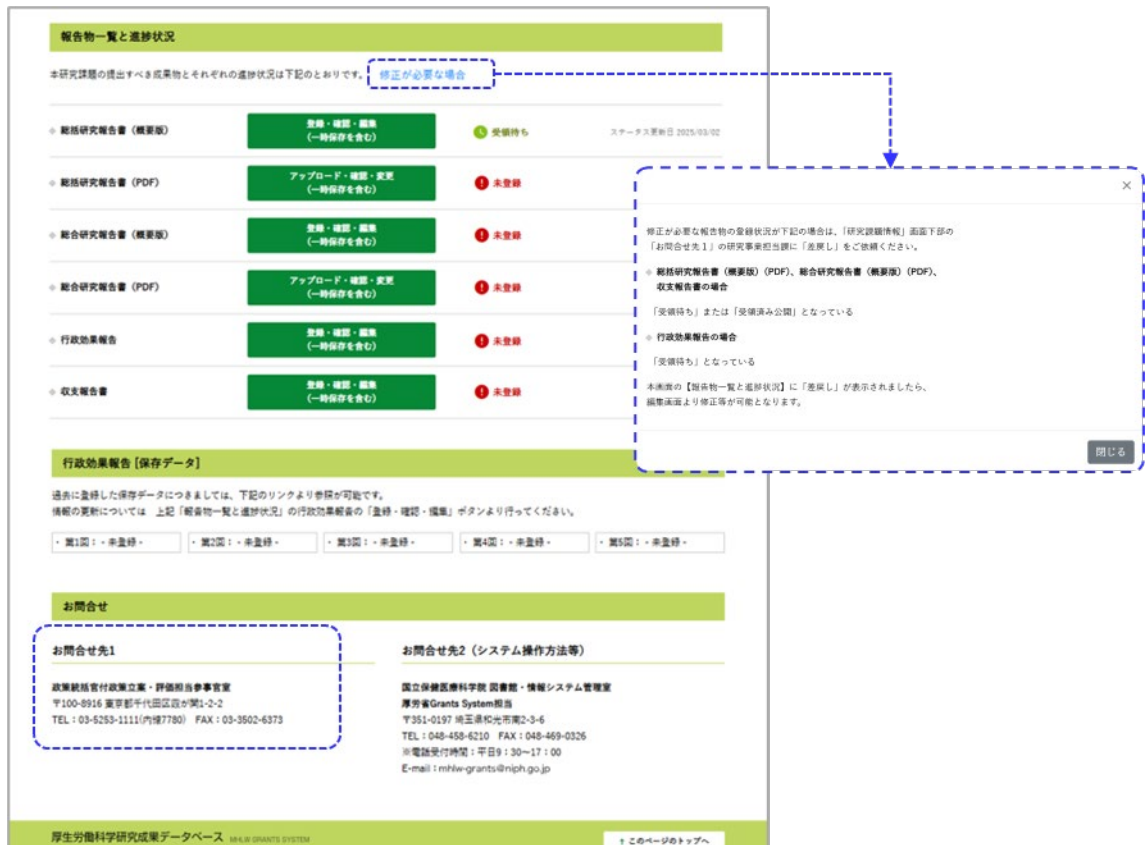 報告物一覧と進捗状況
本研究課題の提出すべき成果物とそれぞれの進捗状況は下記のとおりです。 修正が必要な場合
総括研究報告書（概要版） 登録・確認・編集 （一時保存を含む） 受領待ち ステータス更新日 2025/03/02
総括研究報告書（PDF） アップロード・確認・変更 （一時保存を含む） 未登録
総合研究報告書（概要版） 登録・確認・編集 （一時保存を含む） 未登録
総合研究報告書（PDF） アップロード・確認・変更 （一時保存を含む） 未登録
行政効果報告 登録・確認・編集 （一時保存を含む） 未登録
収支報告書 登録・確認・編集 （一時保存を含む） 未登録
×
修正が必要な報告物の登録状況が下記の場合は、「研究課題情報」画面下部の
「お問合せ先１」の研究事業担当課に「差戻し」をご依頼ください。
総括研究報告書（概要版）（PDF）、総合研究報告書（概要版）（PDF）、
収支報告書の場合
「受領待ち」または「受領済み公開」となっている
行政効果報告の場合
「受領待ち」となっている
本画面の【報告物一覧と進捗状況】に「差戻し」が表示されましたら、
編集画面より修正等が可能となります。
閉じる
行政効果報告 [保存データ]
過去に登録した保存データにつきましては、下記のリンクより参照が可能です。
情報の更新については 上記「報告物一覧と進捗状況」の行政効果報告の「登録・確認・編集」ボタンより行ってください。
・ 第1回：- 未登録 - ・ 第2回：- 未登録 - ・ 第3回：- 未登録 - ・ 第4回：- 未登録 - ・ 第5回：- 未登録 -
お問合せ
お問合せ先1
政策統括官付政策立案・評価担当参事官室
〒100-8916 東京都千代田区霞が関1-2-2
TEL：03-5253-1111(内線7780) FAX：03-3502-6373
お問合せ先2（システム操作方法等）
国立保健医療科学院 図書館・情報システム管理室
厚労省Grants System担当
〒351-0197 埼玉県和光市南2-3-6
TEL：048-458-6210 FAX：048-469-0326
※電話受付時間：平日9：30～17：00
E-mail：mhlw-grants@niph.go.jp
厚生労働科学研究成果データベース MHLW GRANTS SYSTEM
↑ このページのトップへ